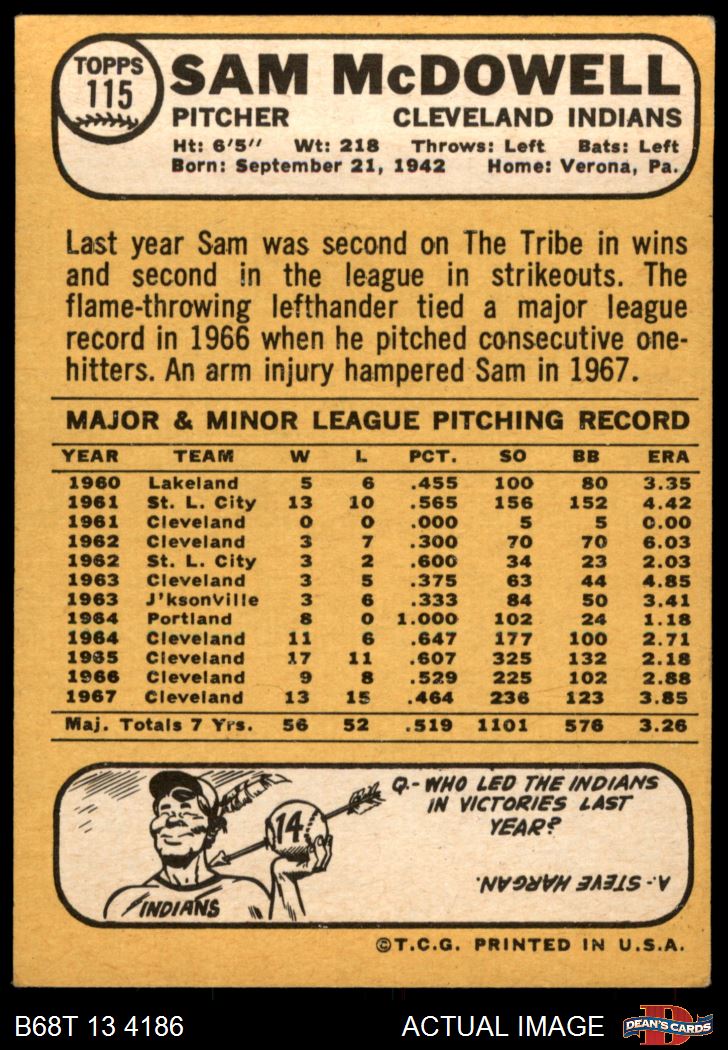 TOPPS
115
SAM McDOWELL
PITCHER CLEVELAND INDIANS
Ht: 6'5" Wt: 218 Throws: Left Bats: Left
Born: September 21, 1942 Home: Verona, Pa.
Last year Sam was second on The Tribe in wins
and second in the league in strikeouts. The
flame-throwing lefthander tied a major league
record in 1966 when he pitched consecutive one-
hitters. An arm injury hampered Sam in 1967.
MAJOR & MINOR LEAGUE PITCHING RECORD
YEAR TEAM W L PCT. SO BB ERA
1960 Lakeland 5 6 .455 100 80 3.35
1961 St. L. City 13 10 .565 156 152 4.42
1961 Cleveland 0 0 .000 5 5 0.00
1962 Cleveland 3 7 .300 70 70 6.03
1962 St. L. City 3 2 .600 34 23 2.03
1963 Cleveland 3 5 .375 63 44 4.85
1963 J'ksonville 3 6 .333 84 50 3.41
1964 Portland 8 0 1.000 102 24 1.18
1964 Cleveland 11 6 .647 177 100 2.71
1965 Cleveland 17 11 .607 325 132 2.18
1966 Cleveland 9 8 .529 225 102 2.88
1967 Cleveland 13 15 .464 236 123 3.85
Maj. Totals 7 Yrs. 56 52 .519 1101 576 3.26
Q.- WHO LED THE INDIANS
IN VICTORIES LAST
YEAR?
14
A.- STEVE HARGAN.
INDIANS
©T.C.G. PRINTED IN U.S.A.
B68T 13 4186 ACTUAL IMAGE
DEAN'S CARDS